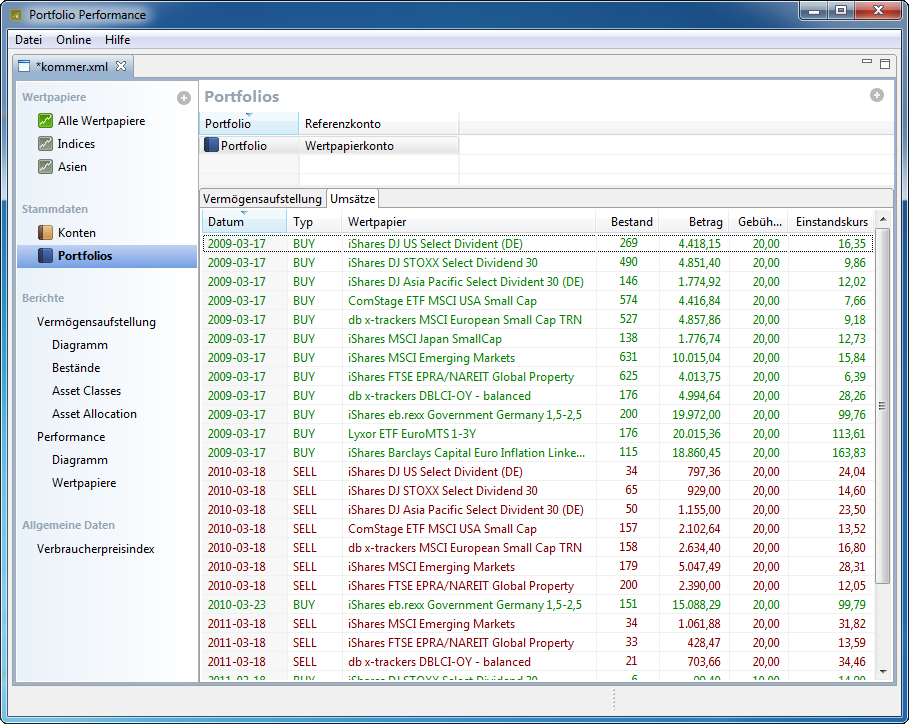 Portfolio Performance
Datei Online Hilfe
*kommer.xml
Wertpapiere
Alle Wertpapiere
Indices
Asien
Stammdaten
Konten
Portfolios
Berichte
Vermögensaufstellung
Diagramm
Bestände
Asset Classes
Asset Allocation
Performance
Diagramm
Wertpapiere
Allgemeine Daten
Verbraucherpreisindex
Portfolios
Portfolio Referenzkonto
Portfolio Wertpapierkonto
Vermögensaufstellung Umsätze
Datum Typ Wertpapier Bestand Betrag Gebüh... Einstandskurs
2009-03-17 BUY iShares DJ US Select Divident (DE) 269 4.418,15 20,00 16,35
2009-03-17 BUY iShares DJ STOXX Select Dividend 30 490 4.851,40 20,00 9,86
2009-03-17 BUY iShares DJ Asia Pacific Select Divident 30 (DE) 146 1.774,92 20,00 12,02
2009-03-17 BUY ComStage ETF MSCI USA Small Cap 574 4.416,84 20,00 7,66
2009-03-17 BUY db x-trackers MSCI European Small Cap TRN 527 4.857,86 20,00 9,18
2009-03-17 BUY iShares MSCI Japan SmallCap 138 1.776,74 20,00 12,73
2009-03-17 BUY iShares MSCI Emerging Markets 631 10.015,04 20,00 15,84
2009-03-17 BUY iShares FTSE EPRA/NAREIT Global Property 625 4.013,75 20,00 6,39
2009-03-17 BUY db x-trackers DBLCI-OY - balanced 176 4.994,64 20,00 28,26
2009-03-17 BUY iShares eb.rexx Government Germany 1,5-2,5 200 19.972,00 20,00 99,76
2009-03-17 BUY Lyxor ETF EuroMTS 1-3Y 176 20.015,36 20,00 113,61
2009-03-17 BUY iShares Barclays Capital Euro Inflation Linke... 115 18.860,45 20,00 163,83
2010-03-18 SELL iShares DJ US Select Divident (DE) 34 797,36 20,00 24,04
2010-03-18 SELL iShares DJ STOXX Select Dividend 30 65 929,00 20,00 14,60
2010-03-18 SELL iShares DJ Asia Pacific Select Divident 30 (DE) 50 1.155,00 20,00 23,50
2010-03-18 SELL ComStage ETF MSCI USA Small Cap 157 2.102,64 20,00 13,52
2010-03-18 SELL db x-trackers MSCI European Small Cap TRN 158 2.634,40 20,00 16,80
2010-03-18 SELL iShares MSCI Emerging Markets 179 5.047,49 20,00 28,31
2010-03-18 SELL iShares FTSE EPRA/NAREIT Global Property 200 2.390,00 20,00 12,05
2010-03-23 BUY iShares eb.rexx Government Germany 1,5-2,5 151 15.088,29 20,00 99,79
2011-03-18 SELL iShares MSCI Emerging Markets 34 1.061,88 20,00 31,82
2011-03-18 SELL iShares FTSE EPRA/NAREIT Global Property 33 428,47 20,00 13,59
2011-03-18 SELL db x-trackers DBLCI-OY - balanced 21 703,66 20,00 34,46
2011-03-18 BUY iShares DJ STOXX Select Dividend 30